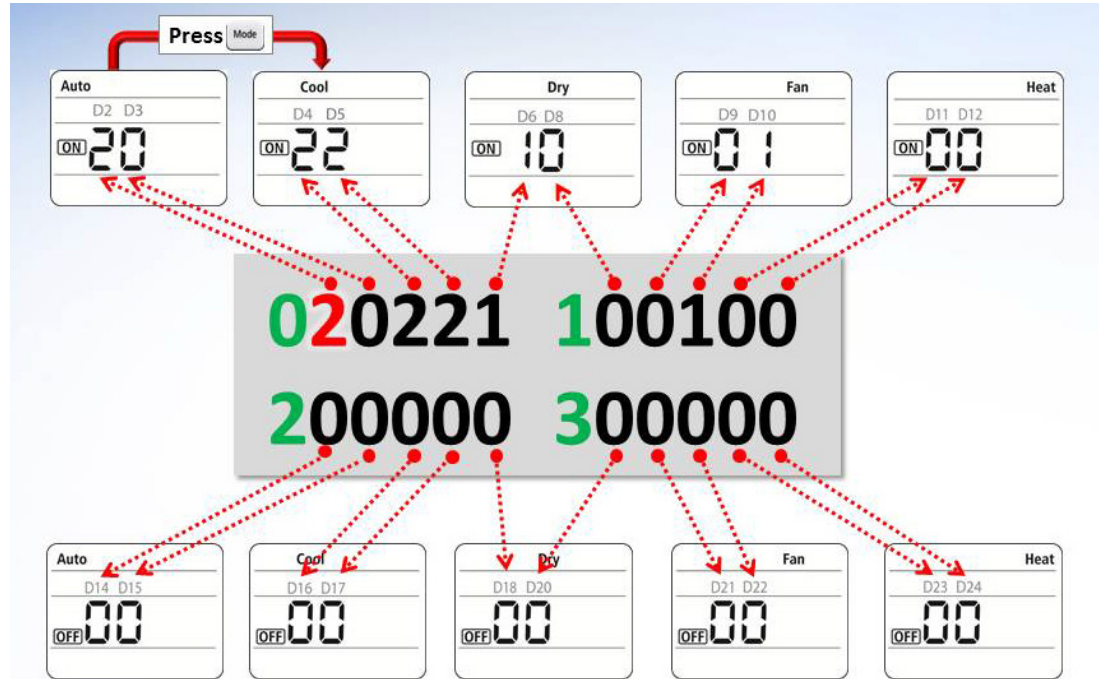 Press Mode
Auto Cool Dry Fan Heat
D2 D3 D4 D5 D6 D8 D9 D10 D11 D12
ON 20 ON 22 ON 10 ON 01 ON 00
020221 100100
200000 300000
Auto Cool Dry Fan Heat
D14 D15 D16 D17 D18 D20 D21 D22 D23 D24
OFF 00 OFF 00 OFF 00 OFF 00 OFF 00